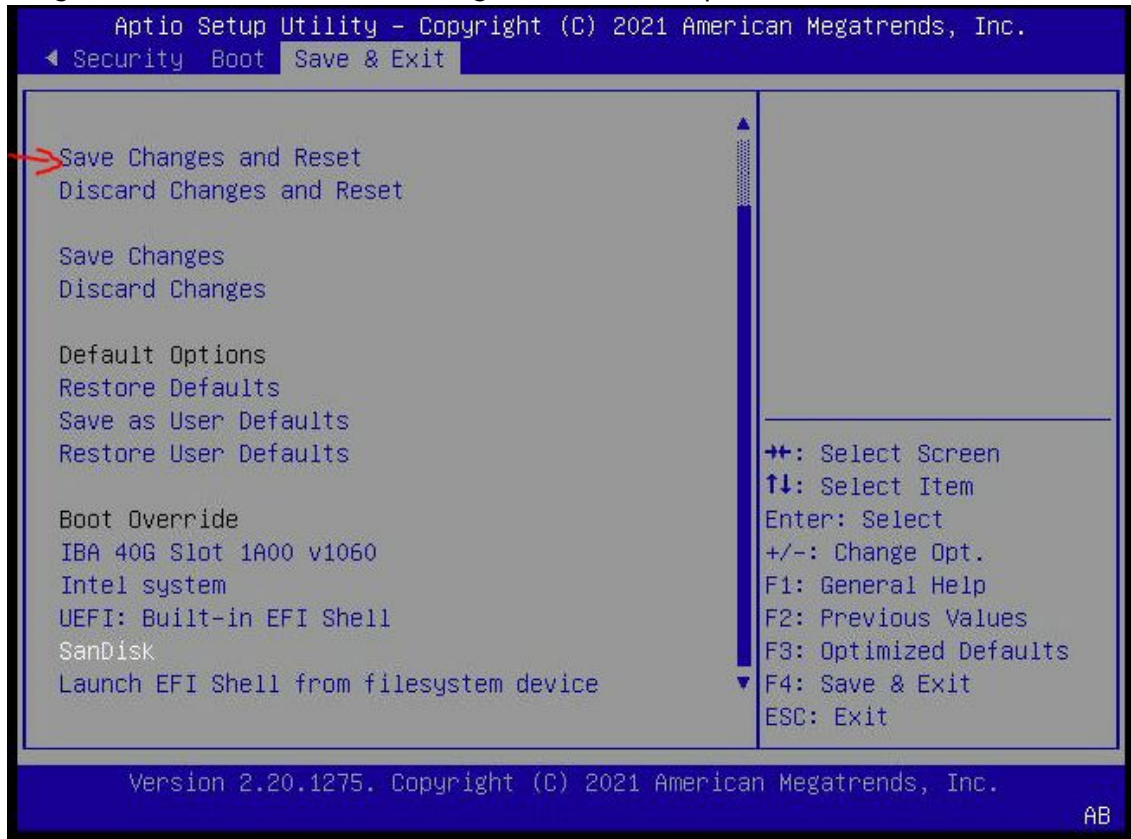 Aptio Setup Utility – Copyright (C) 2021 American Megatrends, Inc.
Security Boot Save & Exit
Save Changes and Reset
Discard Changes and Reset
Save Changes
Discard Changes
Default Options
Restore Defaults
Save as User Defaults
Restore User Defaults
Boot Override
IBA 40G Slot 1A00 v1060
Intel system
UEFI: Built-in EFI Shell
SanDisk
Launch EFI Shell from filesystem device
→←: Select Screen
↑↓: Select Item
Enter: Select
+/-: Change Opt.
F1: General Help
F2: Previous Values
F3: Optimized Defaults
F4: Save & Exit
ESC: Exit
Version 2.20.1275. Copyright (C) 2021 American Megatrends, Inc.
AB